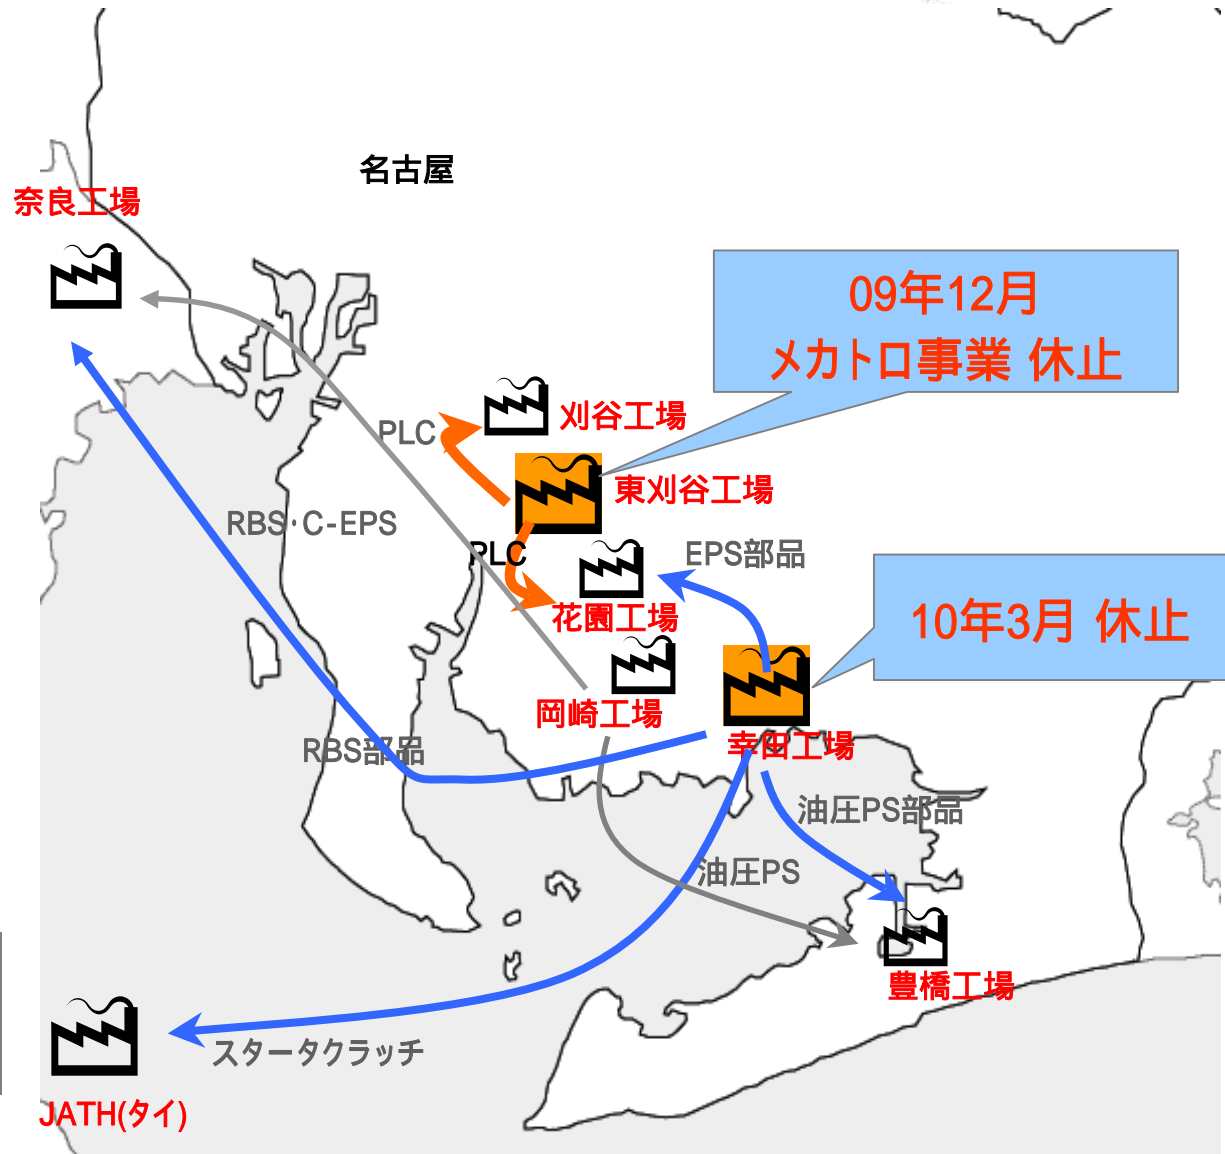 名古屋
奈良工場
09年12月
メカトロ事業 休止
刈谷工場
PLC
東刈谷工場
RBS・C-EPS
PLC
EPS部品
花園工場
10年3月 休止
岡崎工場
幸田工場
RBS部品
油圧PS部品
油圧PS
豊橋工場
スタータクラッチ
JATH(タイ)